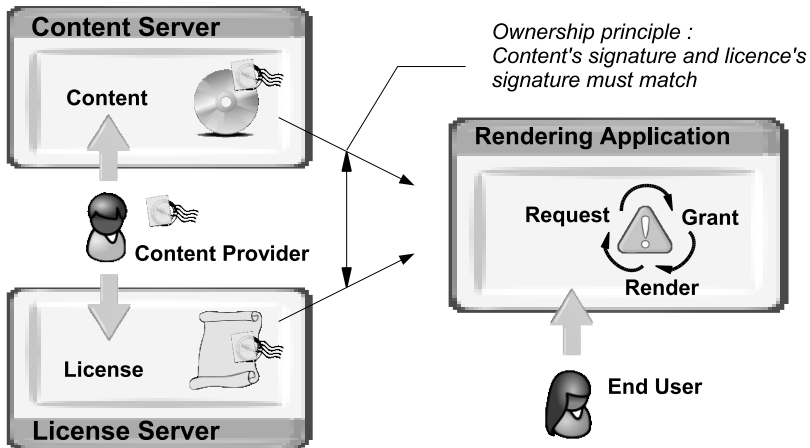 Content Server
Content
Content Provider
License
License Server
Ownership principle :
Content's signature and licence's
signature must match
Rendering Application
Request
Grant
Render
End User